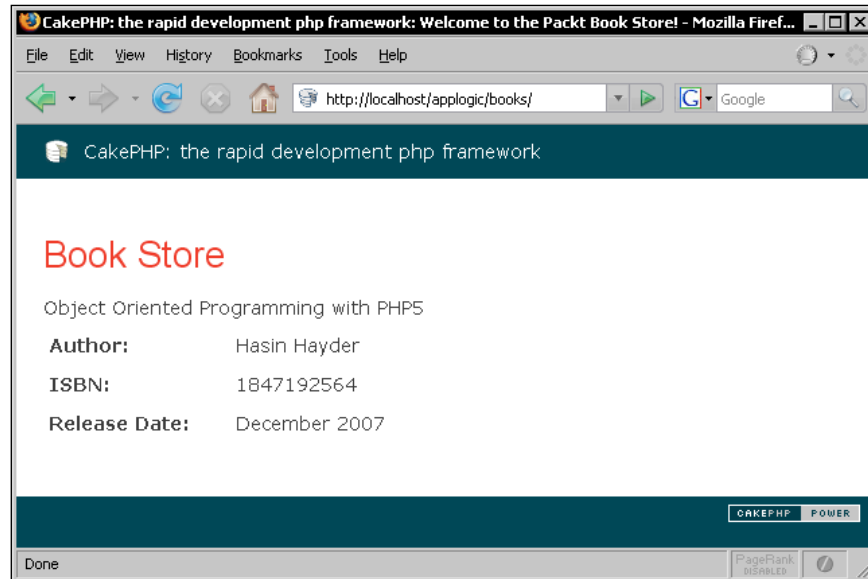 CakePHP: the rapid development php framework: Welcome to the Packt Book Store! - Mozilla Firef...
File Edit View History Bookmarks Tools Help
http://localhost/applogic/books/ G Google
CakePHP: the rapid development php framework
Book Store
Object Oriented Programming with PHP5
Author: Hasin Hayder
ISBN: 1847192564
Release Date: December 2007
CAKEPHP POWER
Done PageRank DISABLED